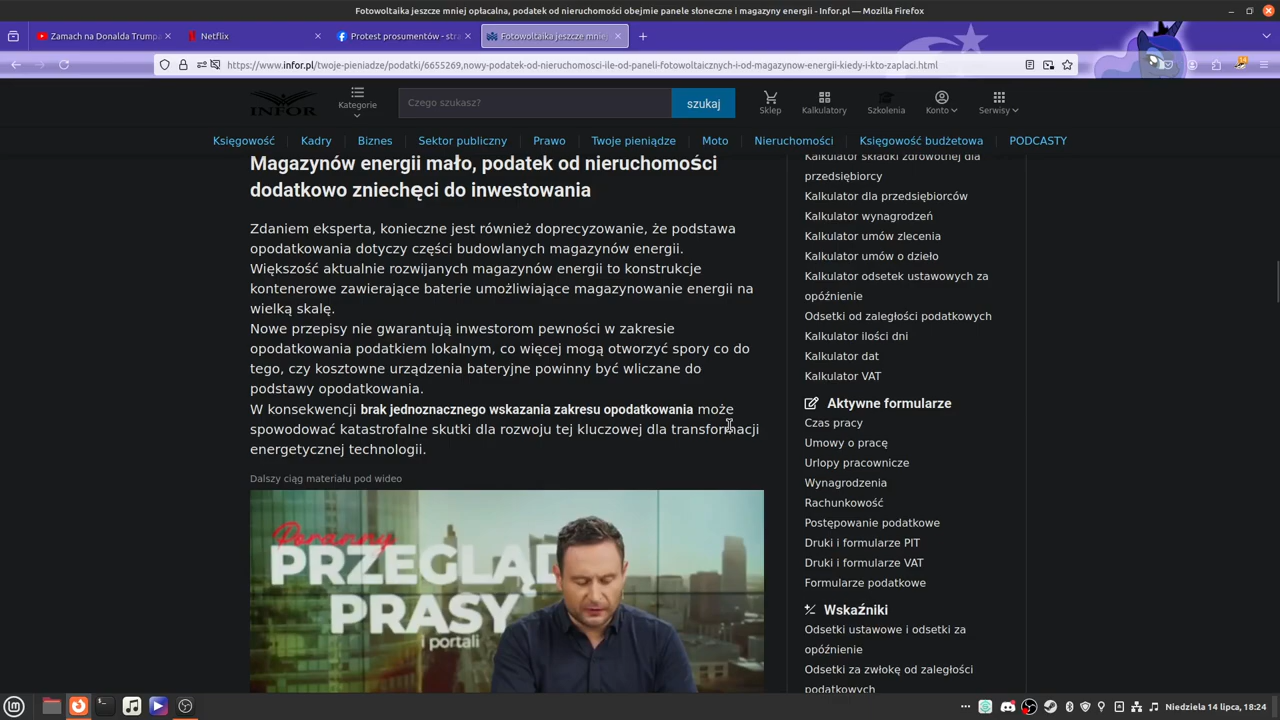 Fotowoltaika jeszcze mniej opłacalna, podatek od nieruchomości obejmie panele słoneczne i magazyny energii - Infor.pl — Mozilla Firefox
Zamach na Donalda Trumpa
Netflix
Protest prosumentów - stra
Fotowoltaika jeszcze mniej
https://www.infor.pl/twoje-pieniadze/podatki/6655269,nowy-podatek-od-nieruchomosci-ile-od-paneli-fotowoltaicznych-i-od-magazynow-energii-kiedy-i-kto-zaplaci.html
INFOR
Kategorie
Czego szukasz?
szukaj
Sklep
Kalkulatory
Szkolenia
Konto
Serwisy
Księgowość
Kadry
Biznes
Sektor publiczny
Prawo
Twoje pieniądze
Moto
Nieruchomości
Księgowość budżetowa
PODCASTY
Magazynów energii mało, podatek od nieruchomości
dodatkowo zniechęci do inwestowania
Zdaniem eksperta, konieczne jest również doprecyzowanie, że podstawa
opodatkowania dotyczy części budowlanych magazynów energii.
Większość aktualnie rozwijanych magazynów energii to konstrukcje
kontenerowe zawierające baterie umożliwiające magazynowanie energii na
wielką skalę.
Nowe przepisy nie gwarantują inwestorom pewności w zakresie
opodatkowania podatkiem lokalnym, co więcej mogą otworzyć spory co do
tego, czy kosztowne urządzenia bateryjne powinny być wliczane do
podstawy opodatkowania.
W konsekwencji brak jednoznacznego wskazania zakresu opodatkowania może
spowodować katastrofalne skutki dla rozwoju tej kluczowej dla transformacji
energetycznej technologii.
Dalszy ciąg materiału pod wideo
Poranny
PRZEGLĄD
PRASY
i portali
Kalkulator składki zdrowotnej dla
przedsiębiorcy
Kalkulator dla przedsiębiorców
Kalkulator wynagrodzeń
Kalkulator umów zlecenia
Kalkulator umów o dzieło
Kalkulator odsetek ustawowych za
opóźnienie
Odsetki od zaległości podatkowych
Kalkulator ilości dni
Kalkulator dat
Kalkulator VAT
Aktywne formularze
Czas pracy
Umowy o pracę
Urlopy pracownicze
Wynagrodzenia
Rachunkowość
Postępowanie podatkowe
Druki i formularze PIT
Druki i formularze VAT
Formularze podatkowe
Wskaźniki
Odsetki ustawowe i odsetki za
opóźnienie
Odsetki za zwłokę od zaległości
podatkowych
Niedziela 14 lipca, 18:24